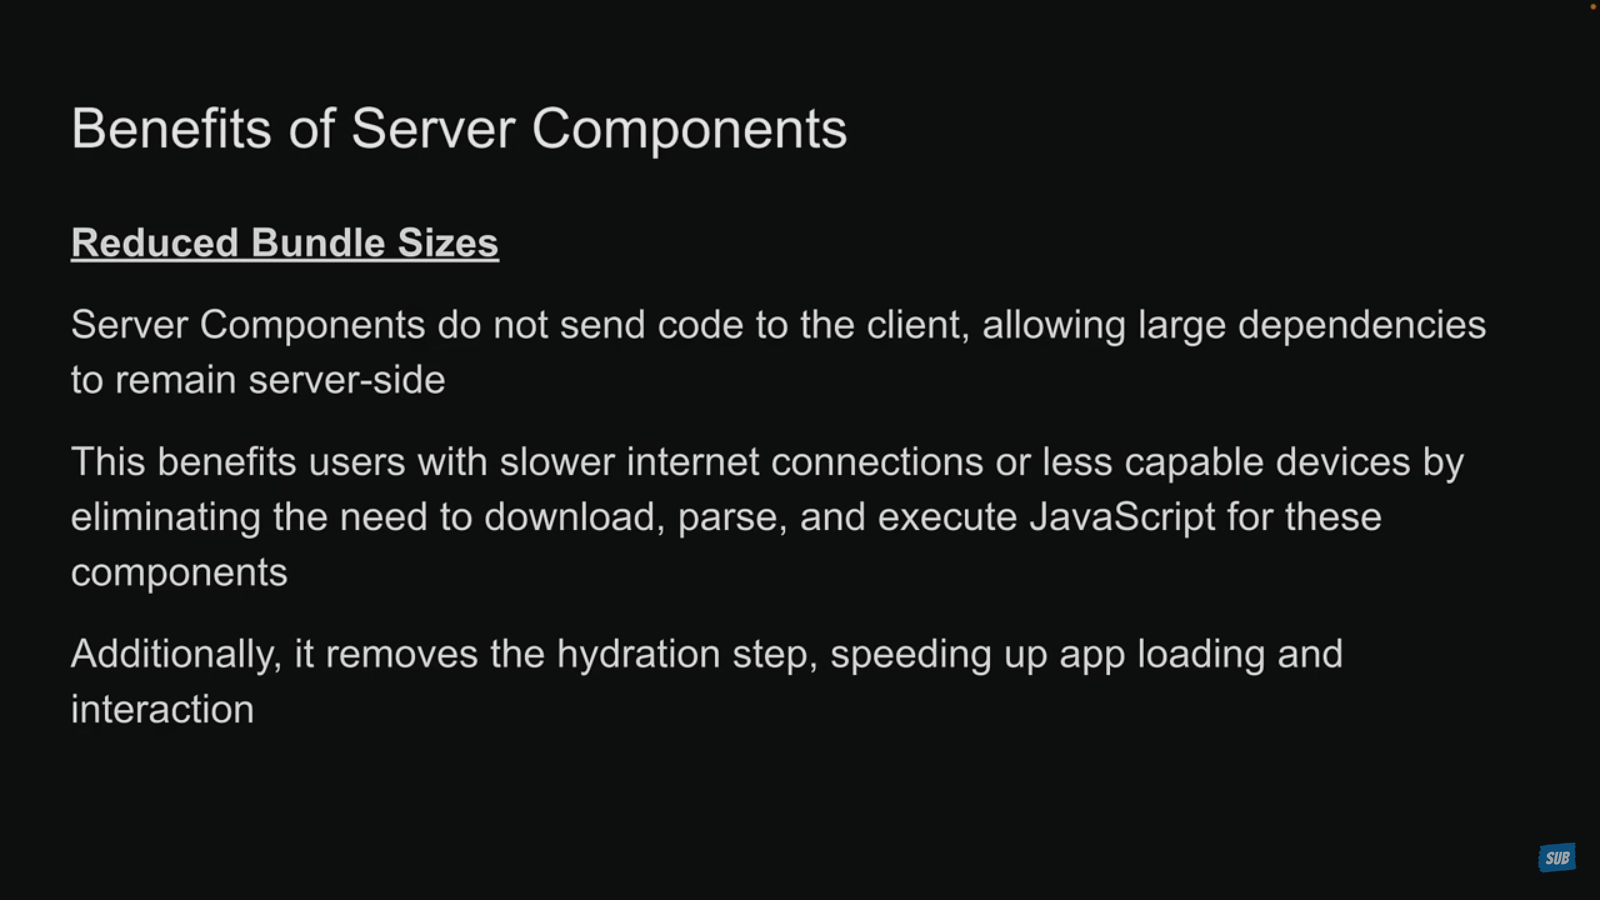 Benefits of Server Components
Reduced Bundle Sizes
Server Components do not send code to the client, allowing large dependencies
to remain server-side
This benefits users with slower internet connections or less capable devices by
eliminating the need to download, parse, and execute JavaScript for these
components
Additionally, it removes the hydration step, speeding up app loading and
interaction
SUB